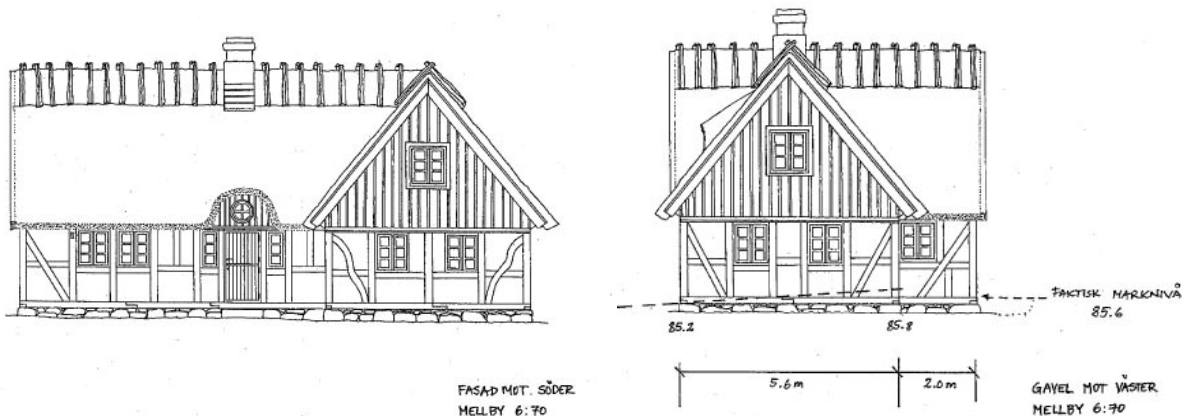 FASAD MOT. SÖDER
MELLBY 6:70
FAKTISK MARKNIVÅ
85.6
85.2
85.8
5.6m
2.0m
GAVEL MOT VÄSTER
MELLBY 6:70